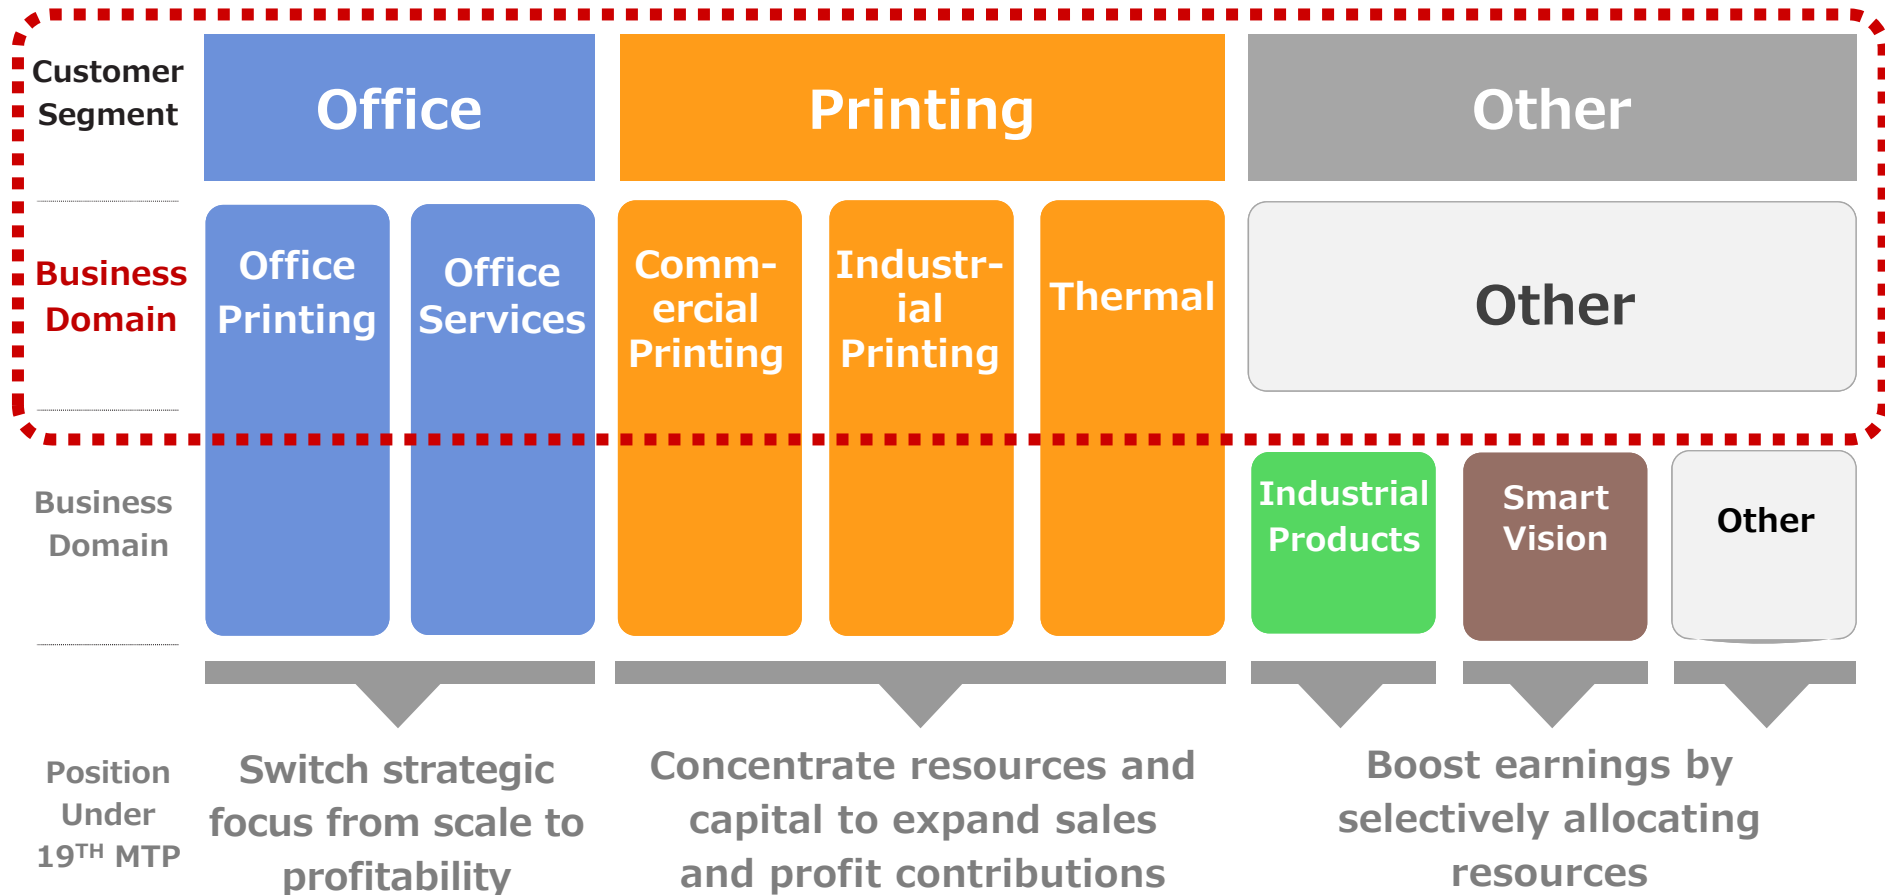 Customer
Segment
Office
Printing
Other
Business
Domain
Office
Printing
Office
Services
Comm-
ercial
Printing
Industr-
ial
Printing
Thermal
Other
Business
Domain
Industrial
Products
Smart
Vision
Other
Position
Under
19TH MTP
Switch strategic
focus from scale to
profitability
Concentrate resources and
capital to expand sales
and profit contributions
Boost earnings by
selectively allocating
resources